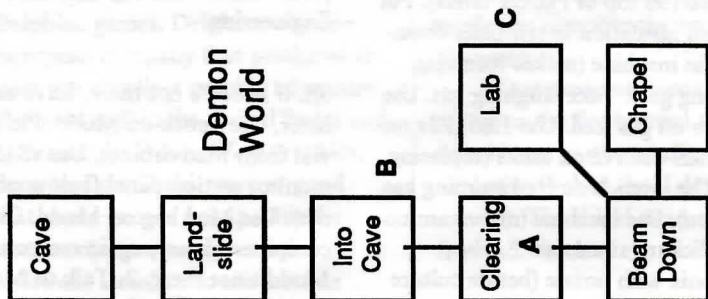 Beam
Down
Clearing
A
Into
Cave
B
Land-
slide
Cave
Demon
World
Chapel
Lab
C